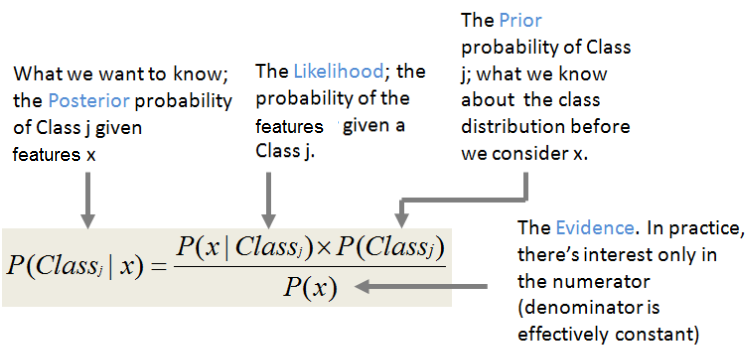 What we want to know;
the Posterior probability
of Class j given
features x
The Likelihood; the
probability of the
features given a
Class j.
The Prior
probability of Class
j; what we know
about the class
distribution before
we consider x.
P(Classⱼ | x) = P(x | Classⱼ) × P(Classⱼ)
P(x)
The Evidence. In practice,
there’s interest only in
the numerator
(denominator is
effectively constant)